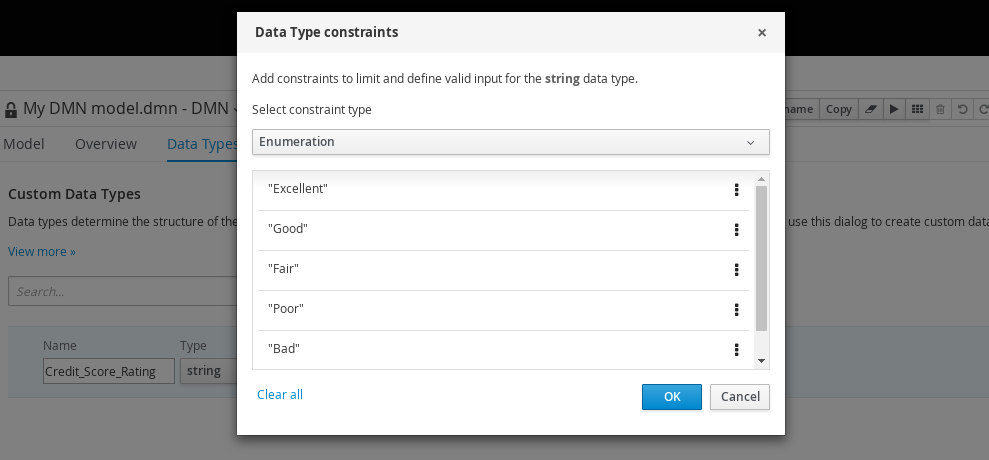 Data Type constraints ×
Add constraints to limit and define valid input for the string data type.
Select constraint type
Enumeration
"Excellent"
"Good"
"Fair"
"Poor"
"Bad"
Clear all
OK Cancel
My DMN model.dmn - DMN
Copy
Model Overview Data Types
Custom Data Types
Data types determine the structure of the
use this dialog to create custom data
View more »
Search...
Name Type
Credit_Score_Rating string